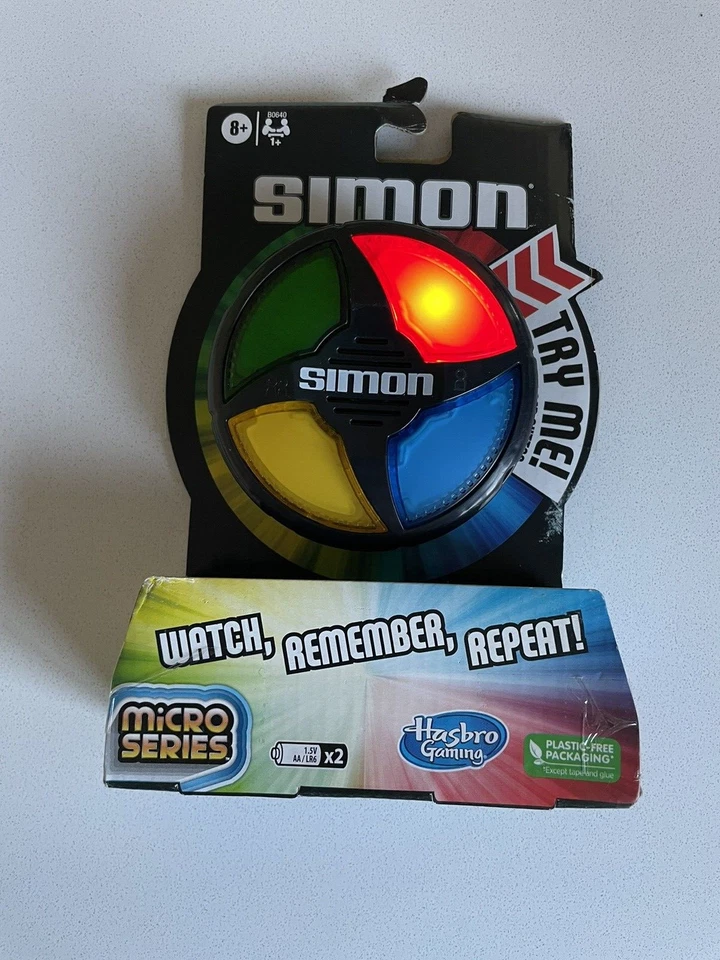 8+
B0640
1+
SIMON
TRY ME!
SIMON
WATCH, REMEMBER, REPEAT!
MICRO
SERIES
1.5V
AA/LR6
x2
Hasbro
Gaming
PLASTIC-FREE
PACKAGING*
*Except tape and glue